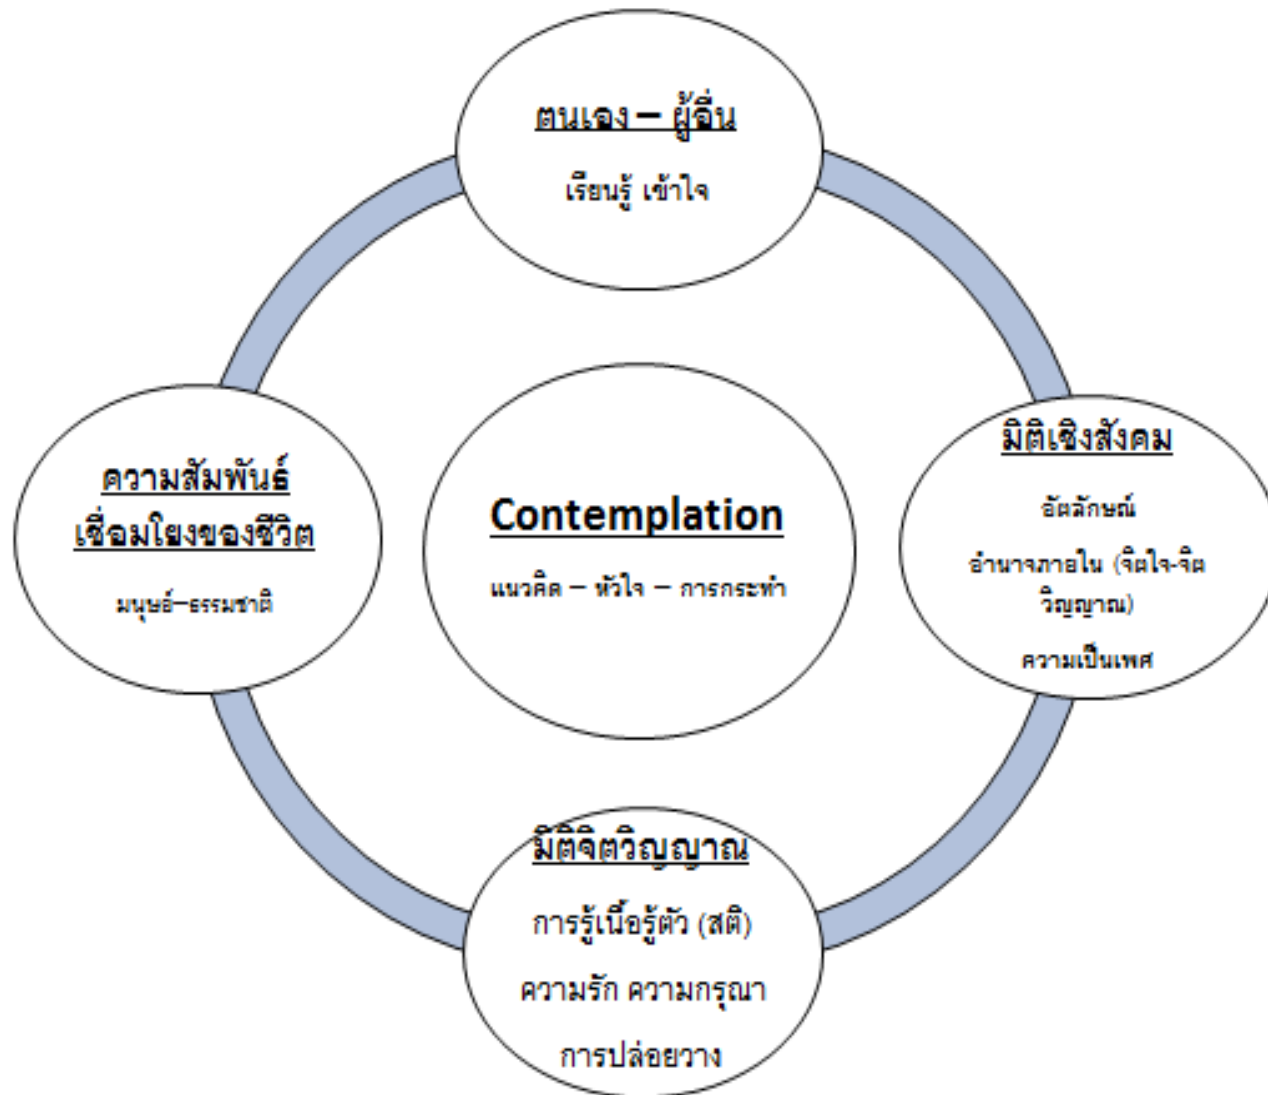 ตนเอง – ผู้อื่น
เรียนรู้ เข้าใจ
ความสัมพันธ์
เชื่อมโยงของชีวิต
มนุษย์–ธรรมชาติ
Contemplation
แนวคิด – หัวใจ – การกระทำ
มิติเชิงสังคม
อัตลักษณ์
อำนาจภายใน (จิตใจ-จิต
วิญญาณ)
ความเป็นเพศ
มิติจิตวิญญาณ
การรู้เนื้อรู้ตัว (สติ)
ความรัก ความกรุณา
การปล่อยวาง